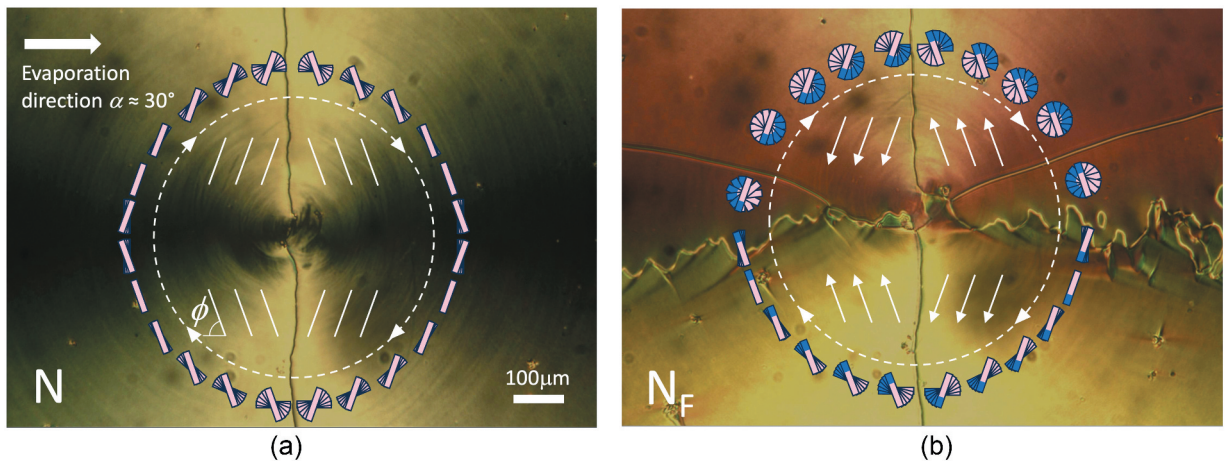 Evaporation
direction α ≈ 30°
ϕ
N
100μm
(a)
N_F
(b)